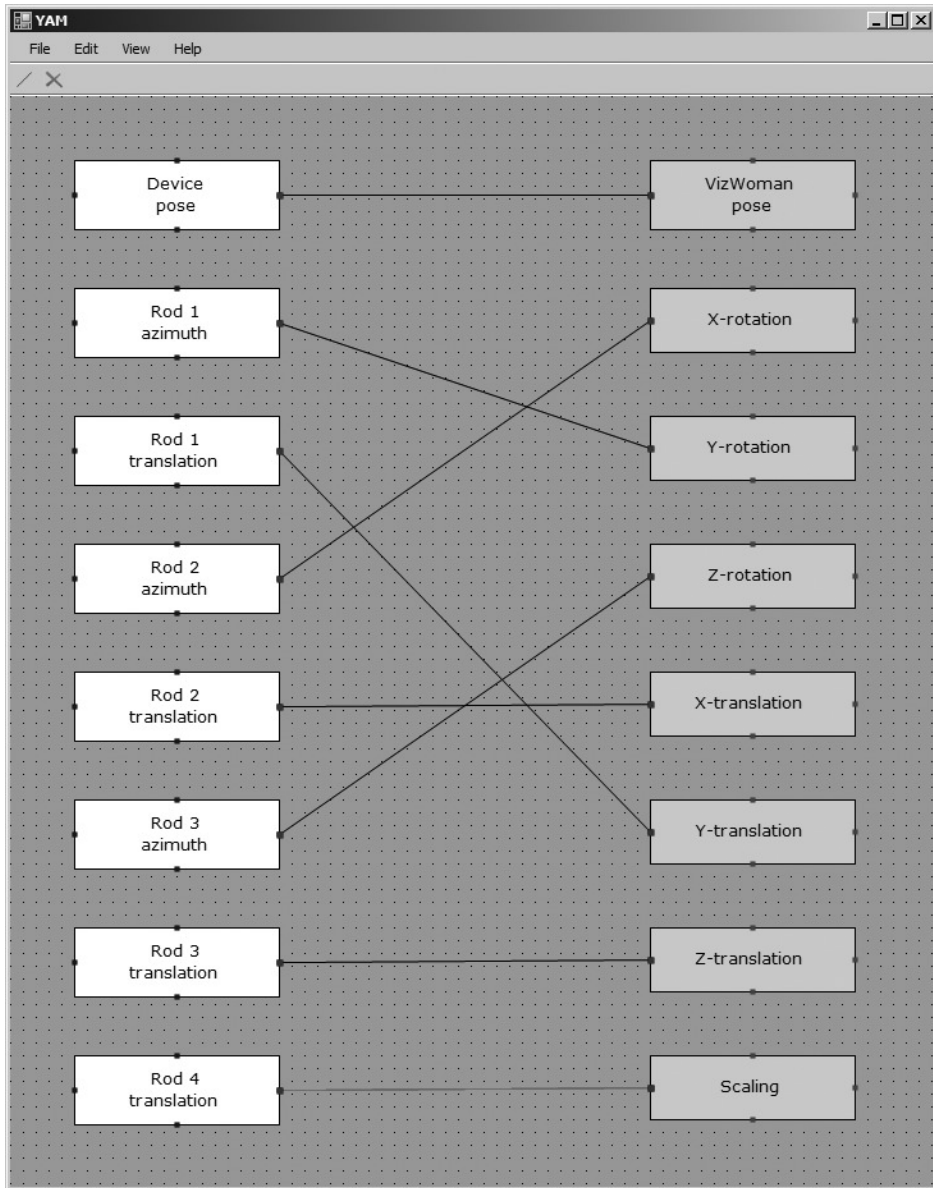 YAM
File Edit View Help
Device
pose
VizWoman
pose
Rod 1
azimuth
X-rotation
Rod 1
translation
Y-rotation
Rod 2
azimuth
Z-rotation
Rod 2
translation
X-translation
Rod 3
azimuth
Y-translation
Rod 3
translation
Z-translation
Rod 4
translation
Scaling